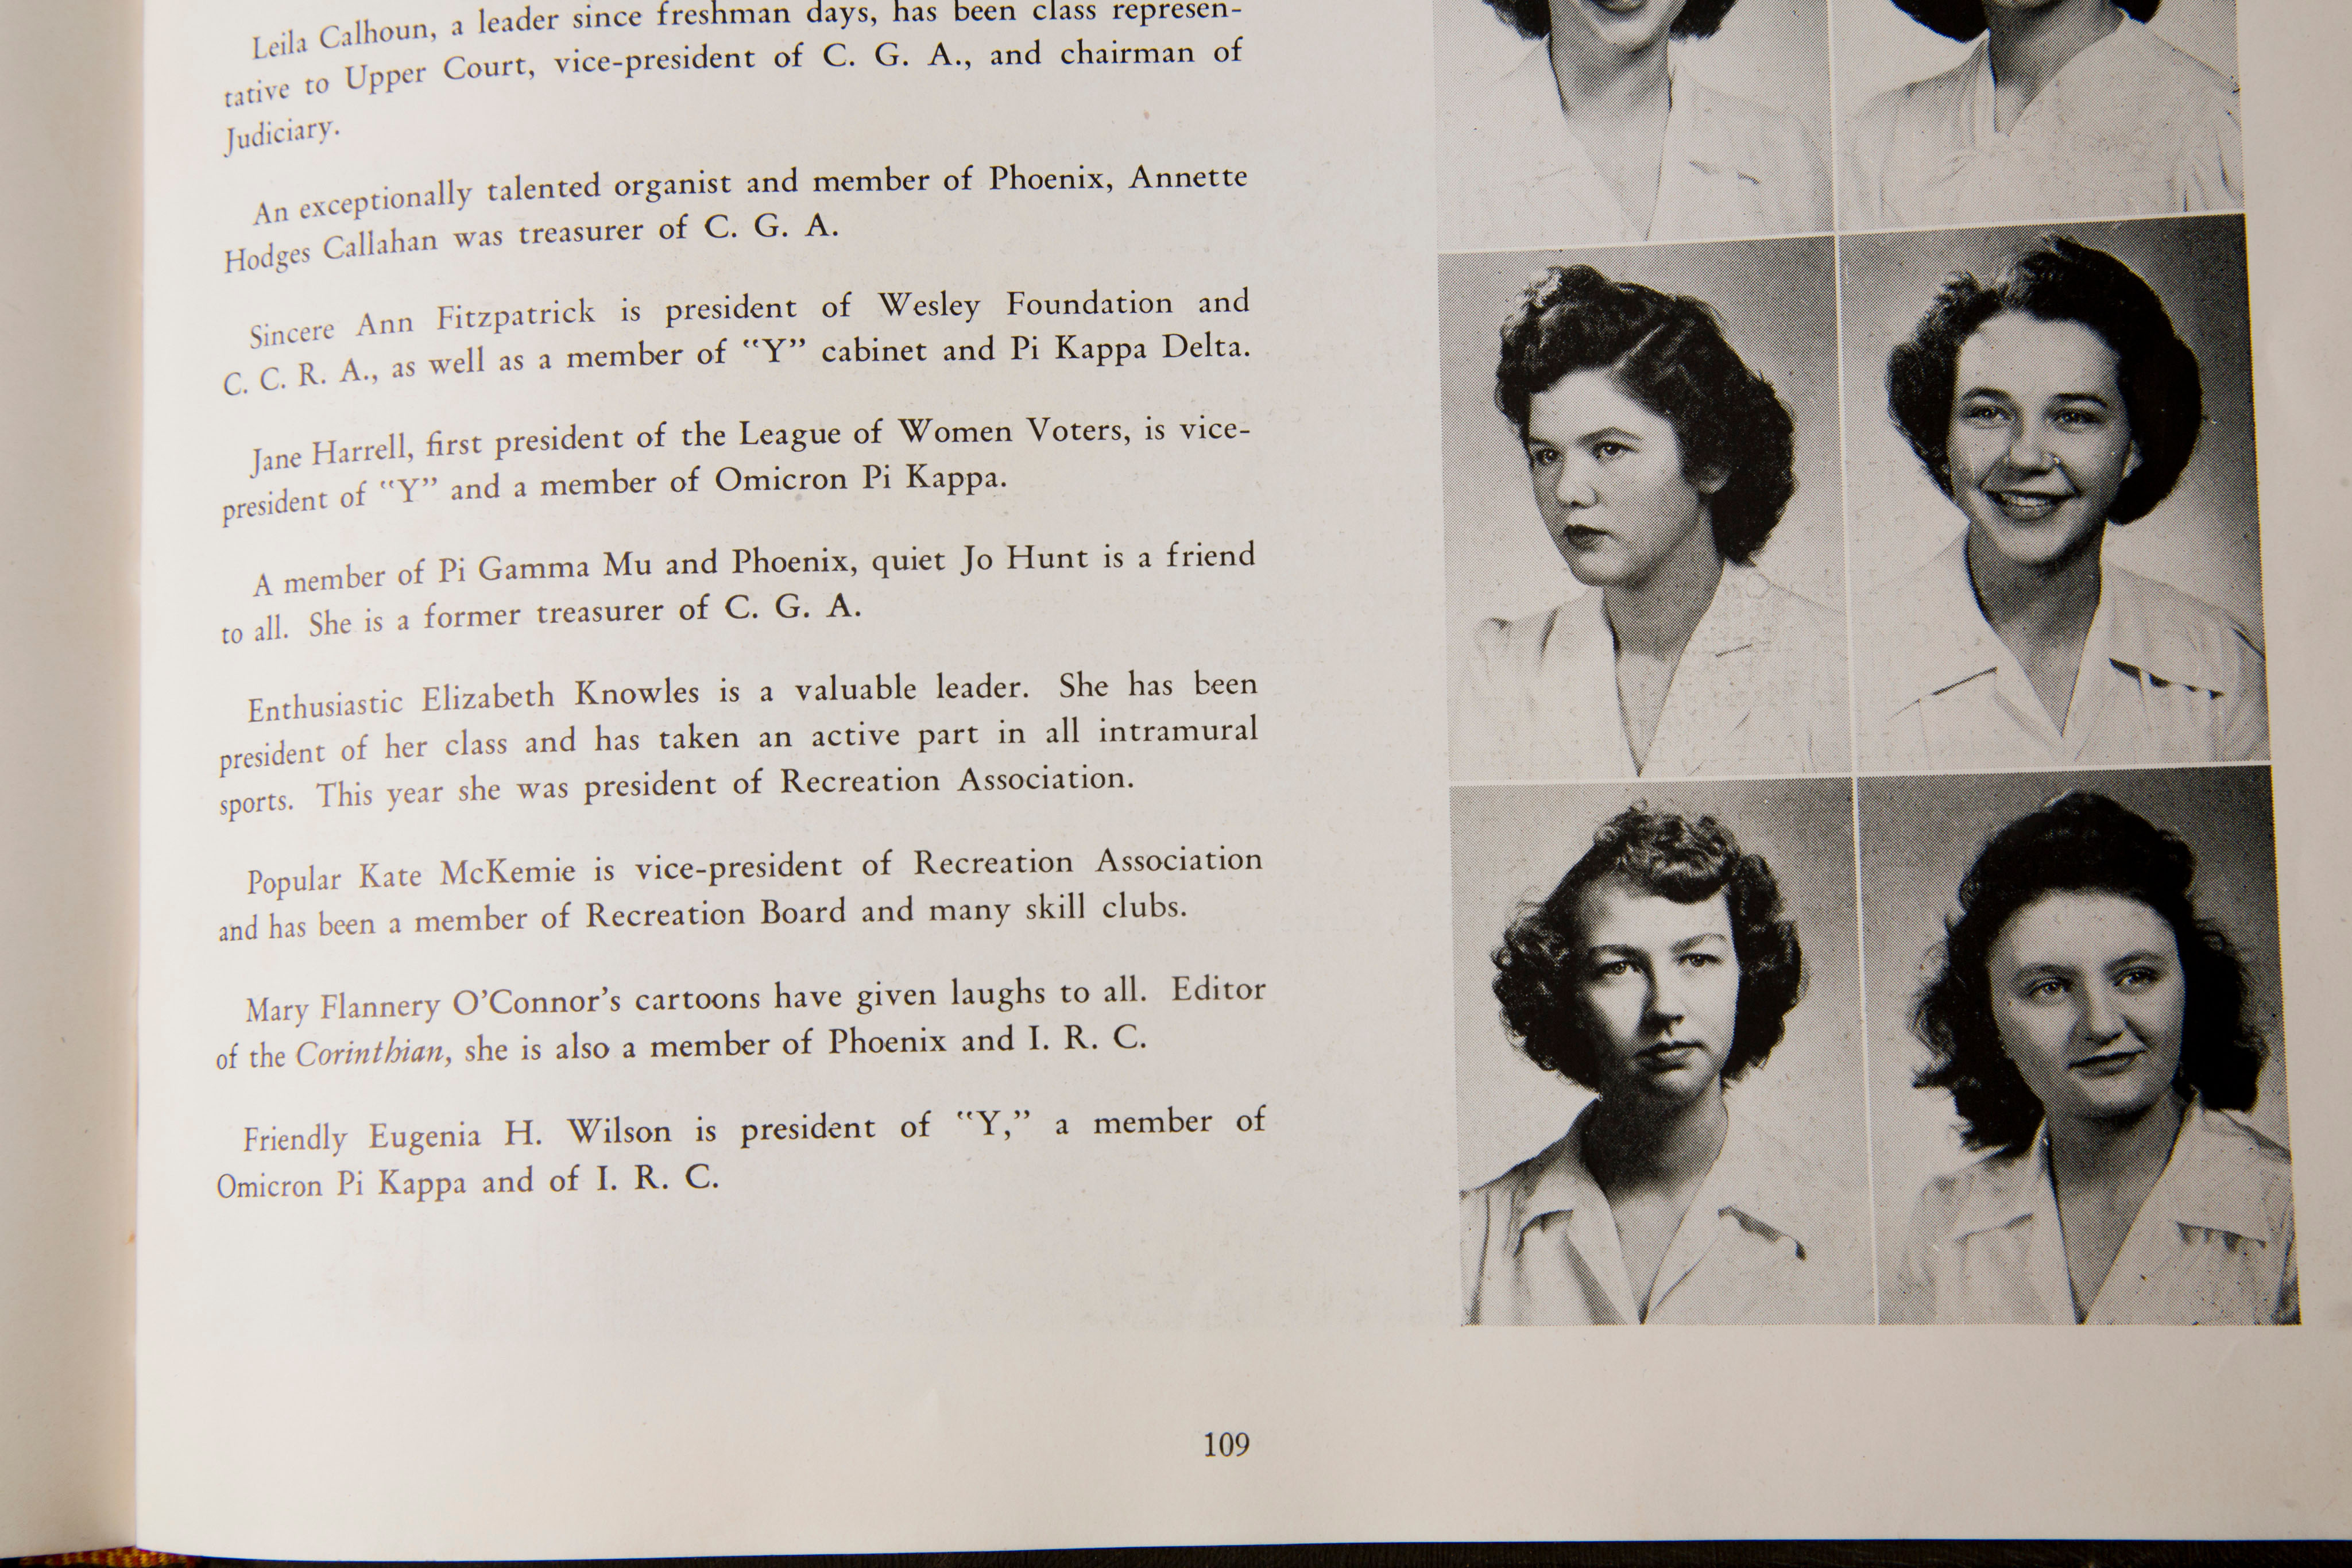 Leila Calhoun, a leader since freshman days, has been class represen-
tative to Upper Court, vice-president of C. G. A., and chairman of
Judiciary.
An exceptionally talented organist and member of Phoenix, Annette
Hodges Callahan was treasurer of C. G. A.
Sincere Ann Fitzpatrick is president of Wesley Foundation and
C. C. R. A., as well as a member of "Y" cabinet and Pi Kappa Delta.
Jane Harrell, first president of the League of Women Voters, is vice-
president of "Y" and a member of Omicron Pi Kappa.
A member of Pi Gamma Mu and Phoenix, quiet Jo Hunt is a friend
to all. She is a former treasurer of C. G. A.
Enthusiastic Elizabeth Knowles is a valuable leader. She has been
president of her class and has taken an active part in all intramural
sports. This year she was president of Recreation Association.
Popular Kate McKemie is vice-president of Recreation Association
and has been a member of Recreation Board and many skill clubs.
Mary Flannery O'Connor's cartoons have given laughs to all. Editor
of the Corinthian, she is also a member of Phoenix and I. R. C.
Friendly Eugenia H. Wilson is president of "Y," a member of
Omicron Pi Kappa and of I. R. C.
109